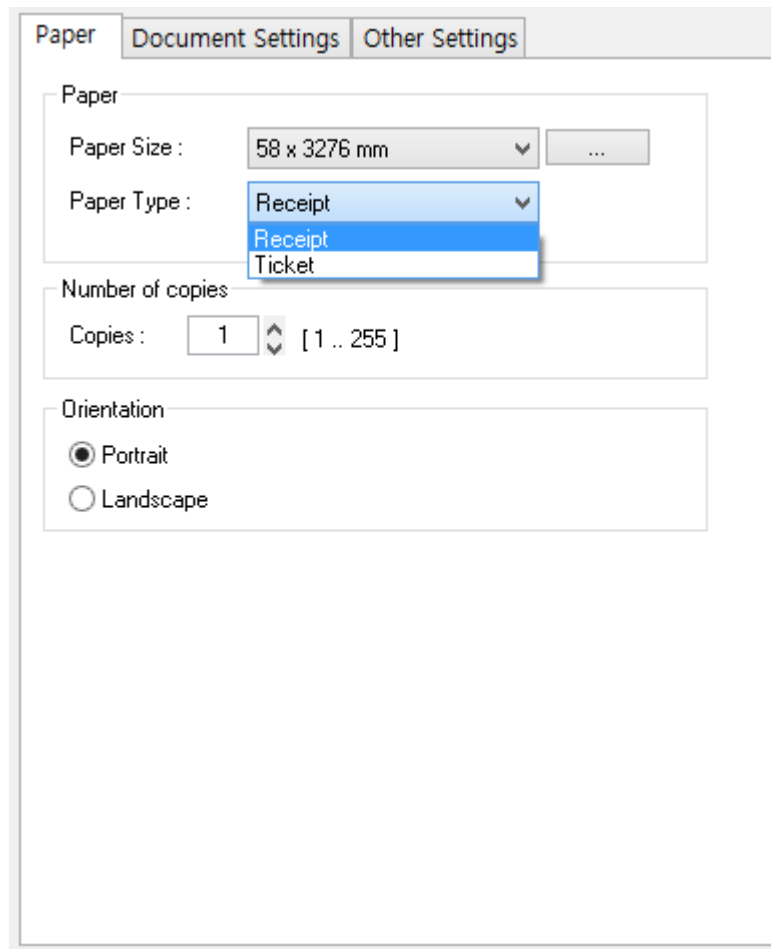 Paper Document Settings Other Settings
Paper
Paper Size : 58 x 3276 mm ...
Paper Type : Receipt
Receipt
Ticket
Number of copies
Copies : 1 [ 1 .. 255 ]
Orientation
Portrait
Landscape